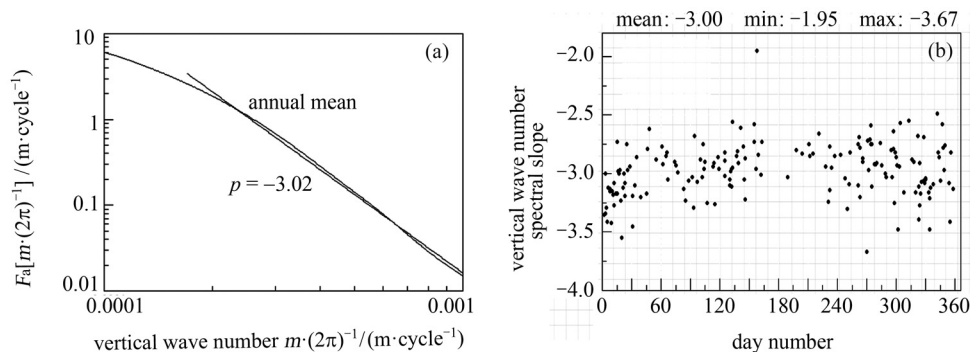 (a)
10
1
0.1
0.01
0.0001
0.001
annual mean
p = −3.02
Fa[m·(2π)⁻¹]/(m·cycle⁻¹)
vertical wave number m·(2π)⁻¹/(m·cycle⁻¹)
mean: −3.00 min: −1.95 max: −3.67
(b)
−2.0
−2.5
−3.0
−3.5
−4.0
0 60 120 180 240 300 360
vertical wave number
spectral slope
day number